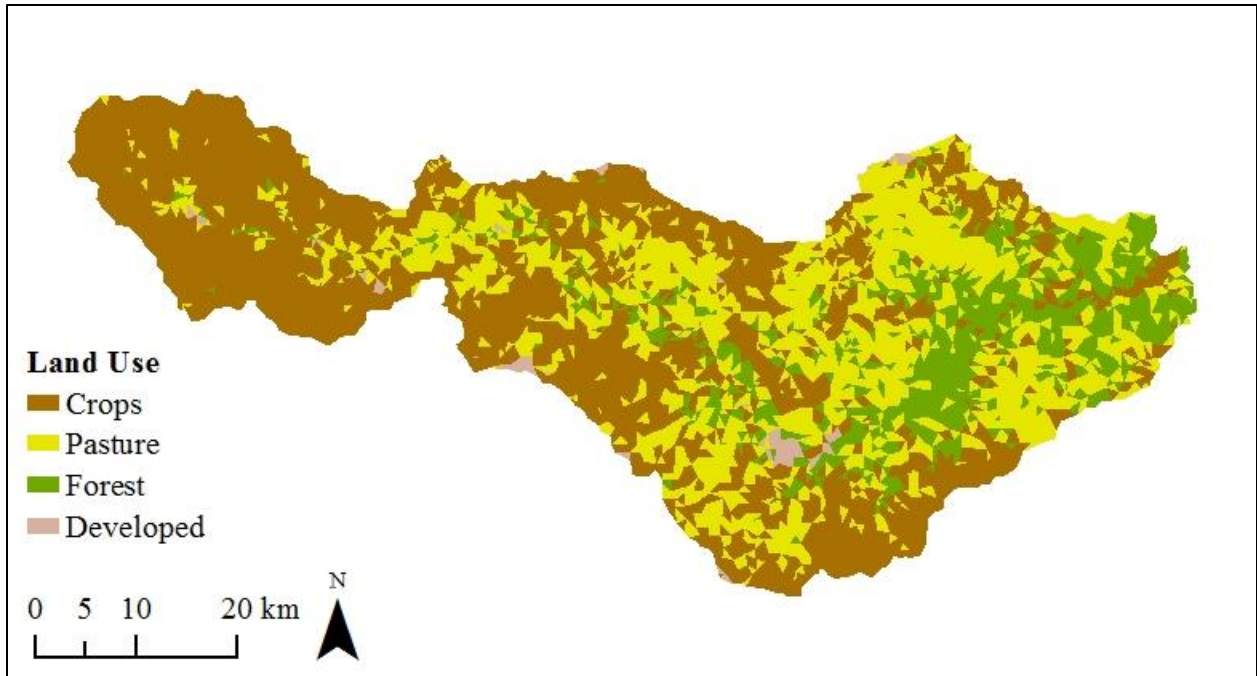 Land Use
Crops
Pasture
Forest
Developed
N
0 5 10 20 km